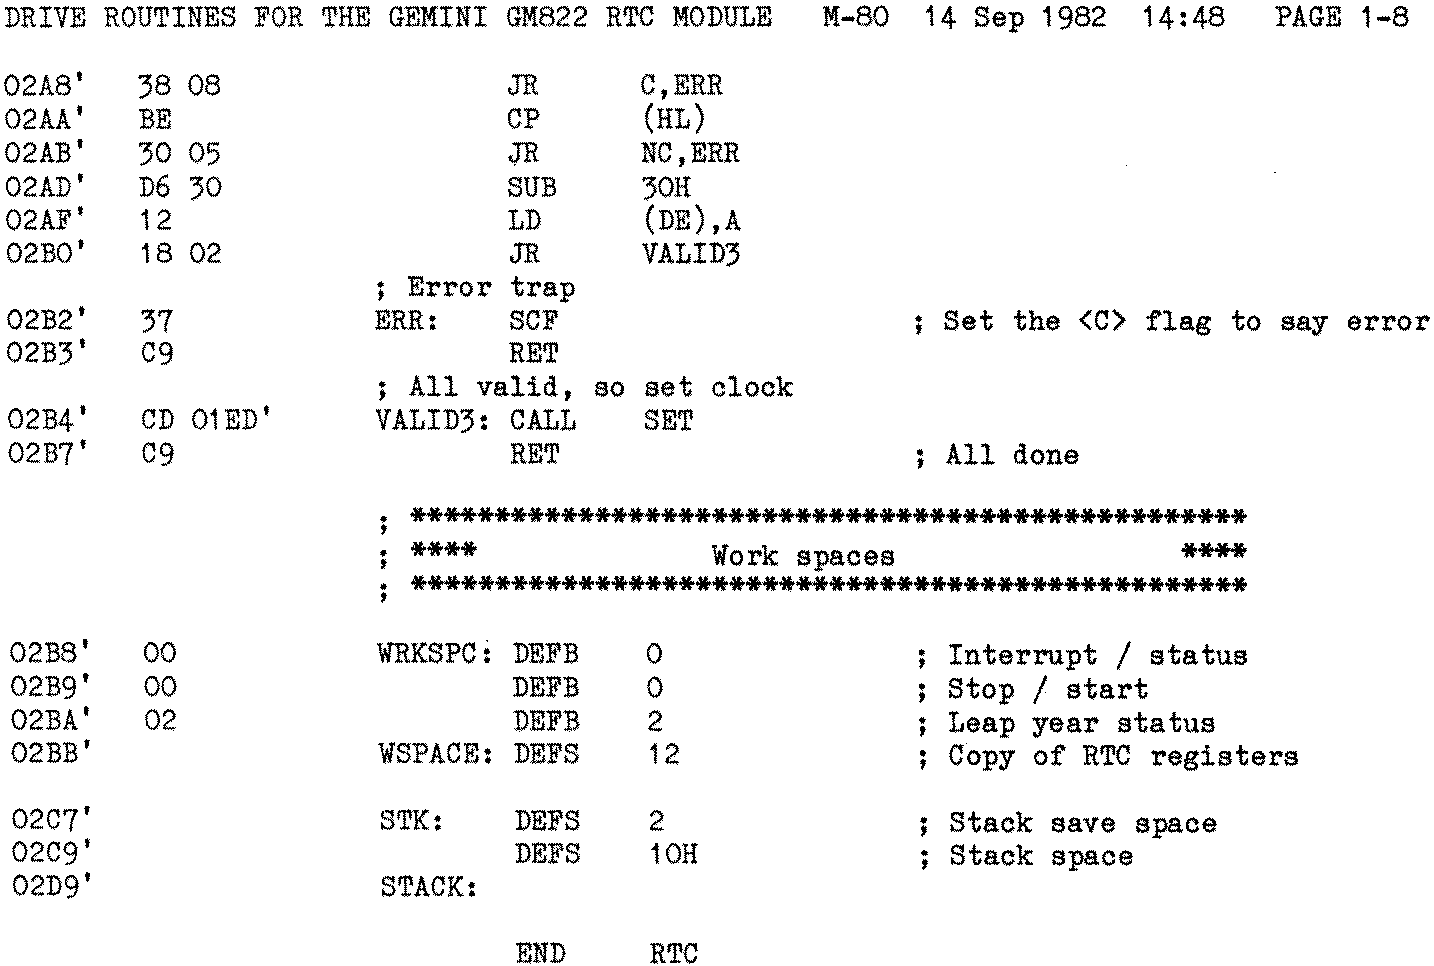 DRIVE ROUTINES FOR THE GEMINI GM822 RTC MODULE   M-80  14 Sep 1982  14:48   PAGE 1-8
02A8'   38 08                 JR      C,ERR
02AA'   BE                    CP      (HL)
02AB'   30 05                 JR      NC,ERR
02AD'   D6 30                 SUB     30H
02AF'   12                    LD      (DE),A
02B0'   18 02                 JR      VALID3
                      ; Error trap
02B2'   37            ERR:    SCF                     ; Set the <C> flag to say error
02B3'   C9                    RET
                      ; All valid, so set clock
02B4'   CD 01ED'      VALID3: CALL    SET
02B7'   C9                    RET                     ; All done
                      ; **************************************************
                      ; ****              Work spaces                 ****
                      ; **************************************************
02B8'   00            WRKSPC: DEFB    0               ; Interrupt / status
02B9'   00                    DEFB    0               ; Stop / start
02BA'   02                    DEFB    2               ; Leap year status
02BB'                 WSPACE: DEFS    12              ; Copy of RTC registers
02C7'                 STK:    DEFS    2               ; Stack save space
02C9'                         DEFS    10H             ; Stack space
02D9'                 STACK:
                              END     RTC